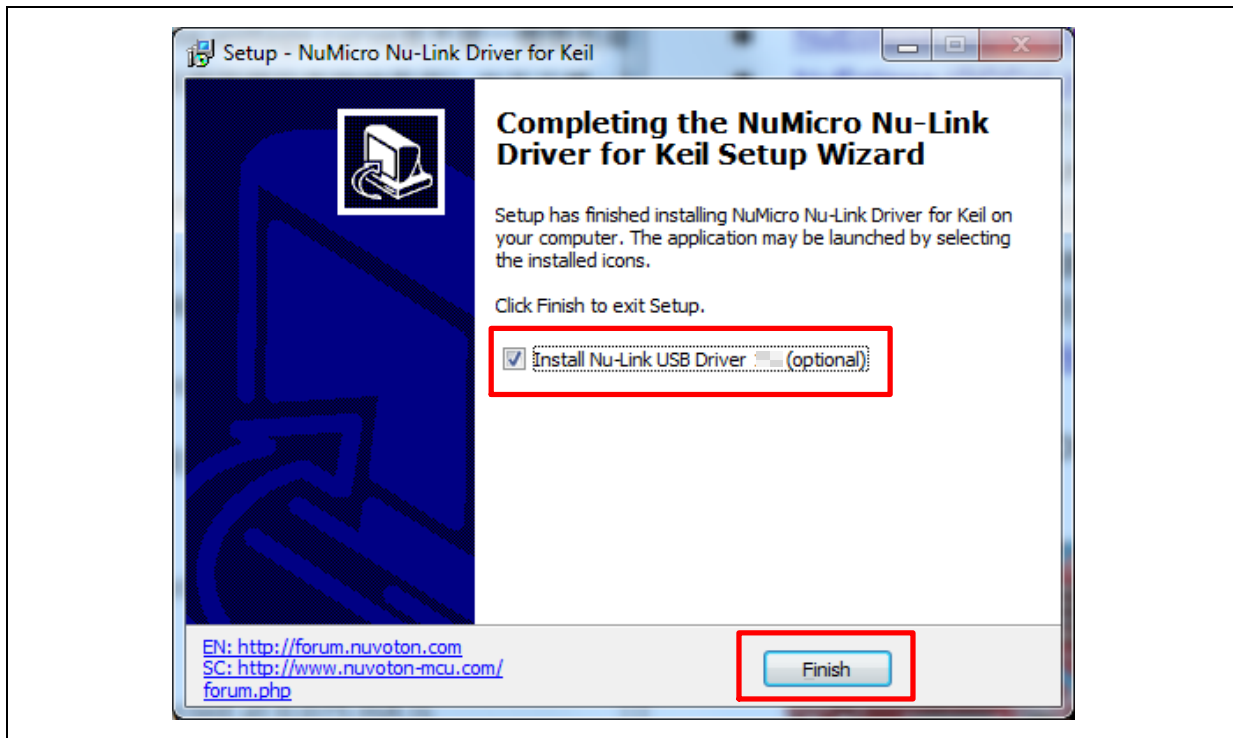 Setup - NuMicro Nu-Link Driver for Keil
Completing the NuMicro Nu-Link
Driver for Keil Setup Wizard
Setup has finished installing NuMicro Nu-Link Driver for Keil on
your computer. The application may be launched by selecting
the installed icons.
Click Finish to exit Setup.
Install Nu-Link USB Driver (optional)
EN: http://forum.nuvoton.com
SC: http://www.nuvoton-mcu.com/
forum.php
Finish